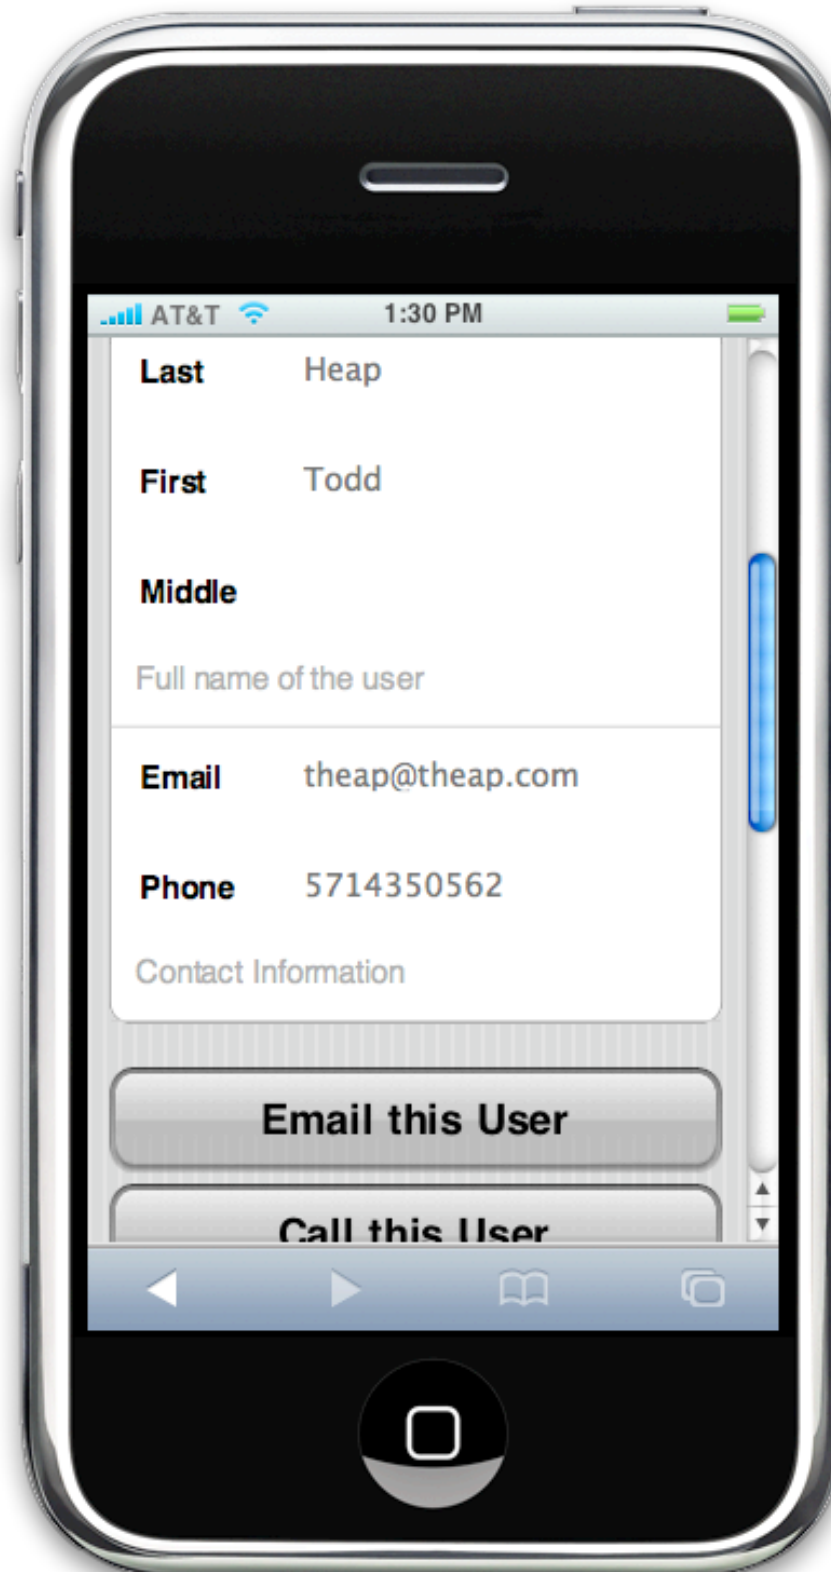 AT&T 1:30 PM
Last Heap
First Todd
Middle
Full name of the user
Email theap@theap.com
Phone 5714350562
Contact Information
Email this User
Call this User